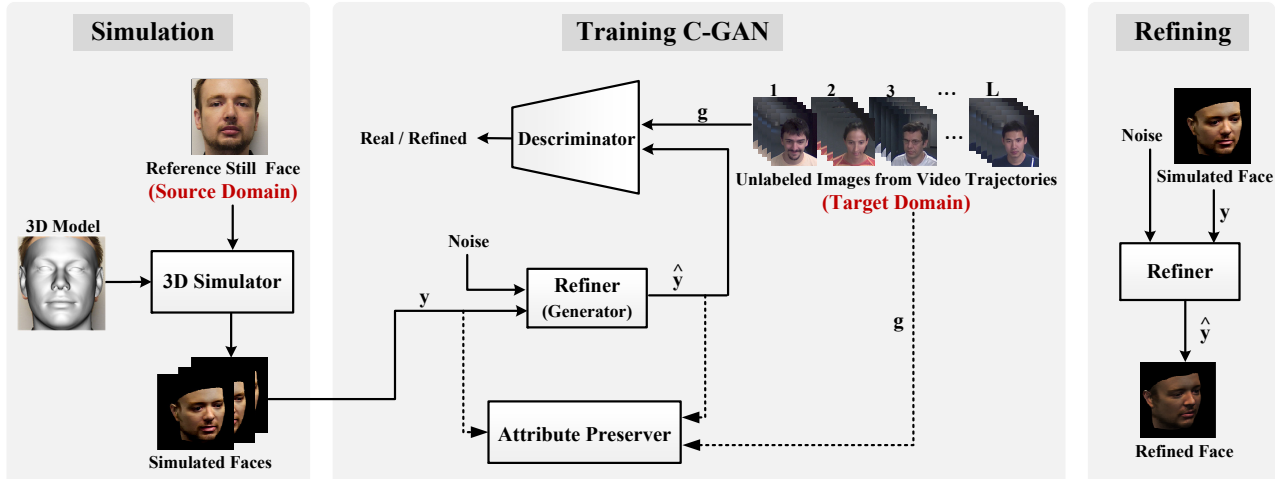 Simulation
Reference Still Face
(Source Domain)
3D Model
3D Simulator
Simulated Faces
Training C-GAN
1 2 3 ... L
...
g
Descriminator
Real / Refined
Unlabeled Images from Video Trajectories
(Target Domain)
Noise
y
Refiner
(Generator)
ŷ
g
Attribute Preserver
Refining
Noise
Simulated Face
y
Refiner
ŷ
Refined Face